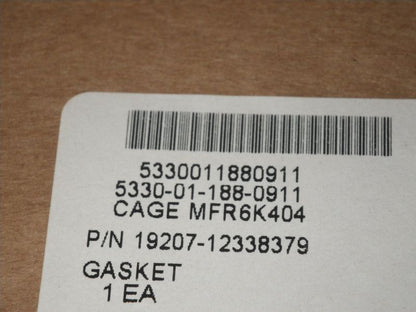 5330011880911
5330-01-188-0911
CAGE MFR6K404
P/N 19207-12338379
GASKET
1 EA